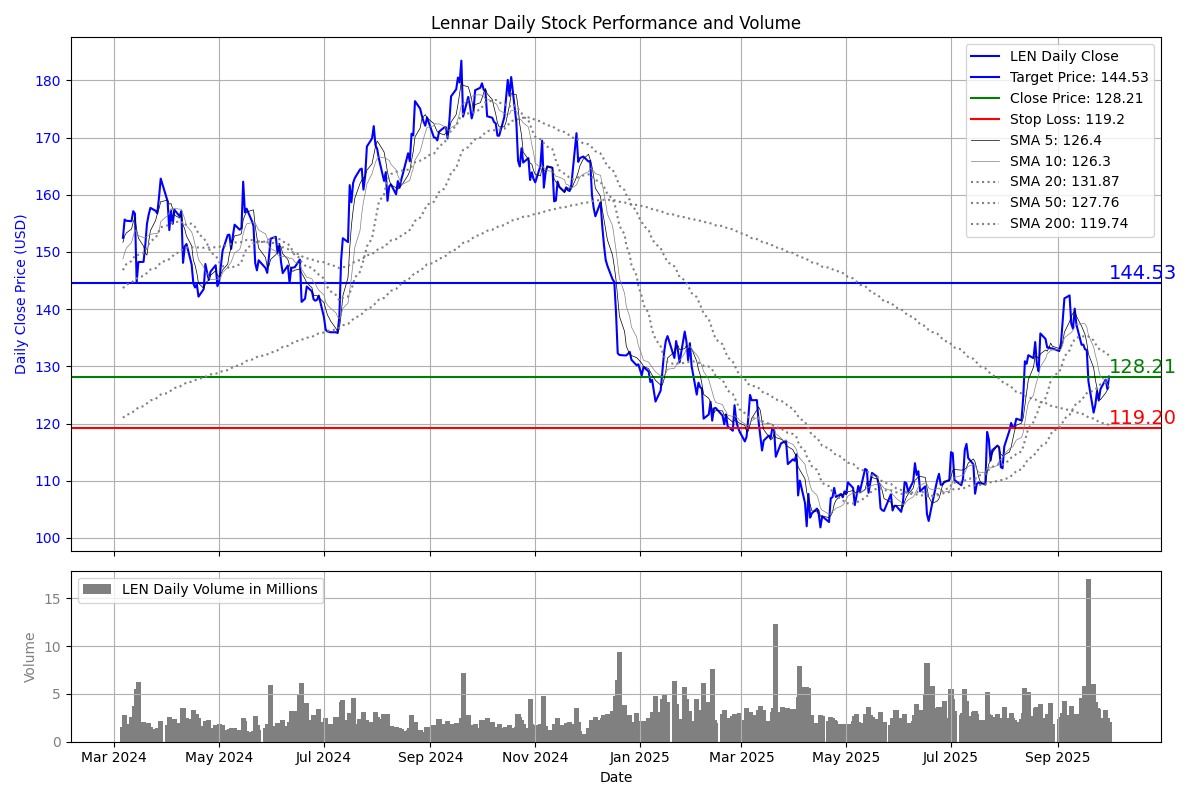 Lennar Daily Stock Performance and Volume
LEN Daily Close
Target Price: 144.53
Close Price: 128.21
Stop Loss: 119.2
SMA 5: 126.4
SMA 10: 126.3
SMA 20: 131.87
SMA 50: 127.76
SMA 200: 119.74
Daily Close Price (USD)
180
170
160
150
140
130
120
110
100
144.53
128.21
119.20
LEN Daily Volume in Millions
Volume
15
10
5
0
Mar 2024 May 2024 Jul 2024 Sep 2024 Nov 2024 Jan 2025 Mar 2025 May 2025 Jul 2025 Sep 2025
Date